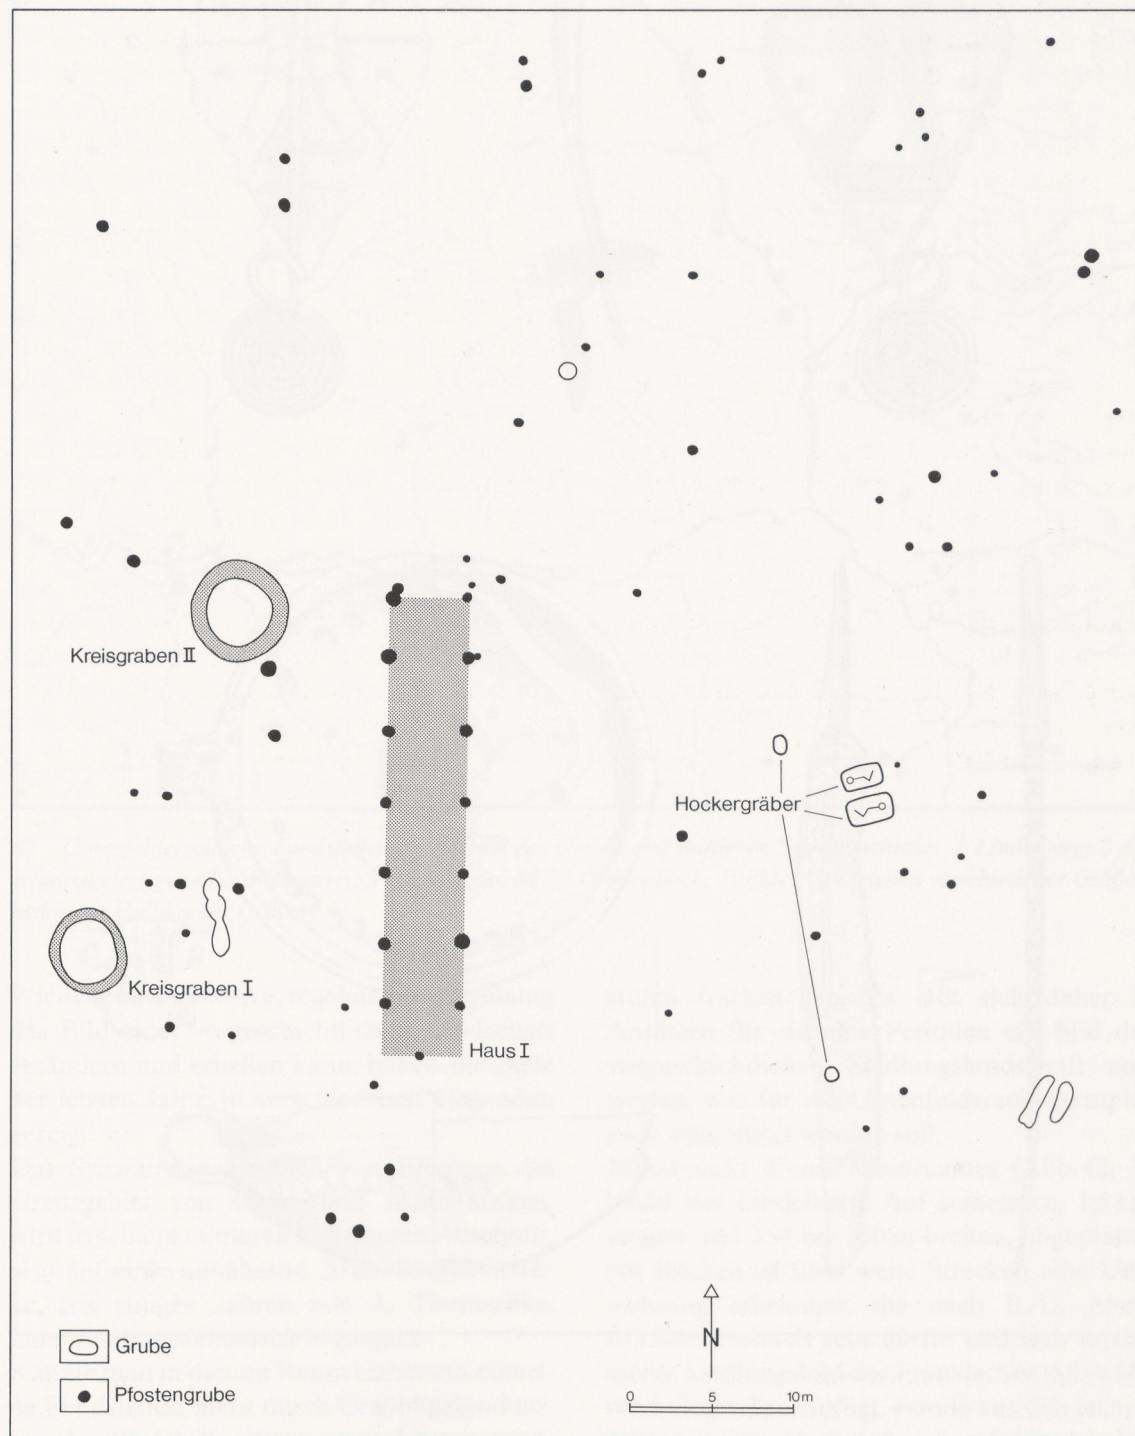 Kreisgraben II
Hockergräber
Kreisgraben I
Haus I
N
Grube
Pfostengrube
0 5 10m